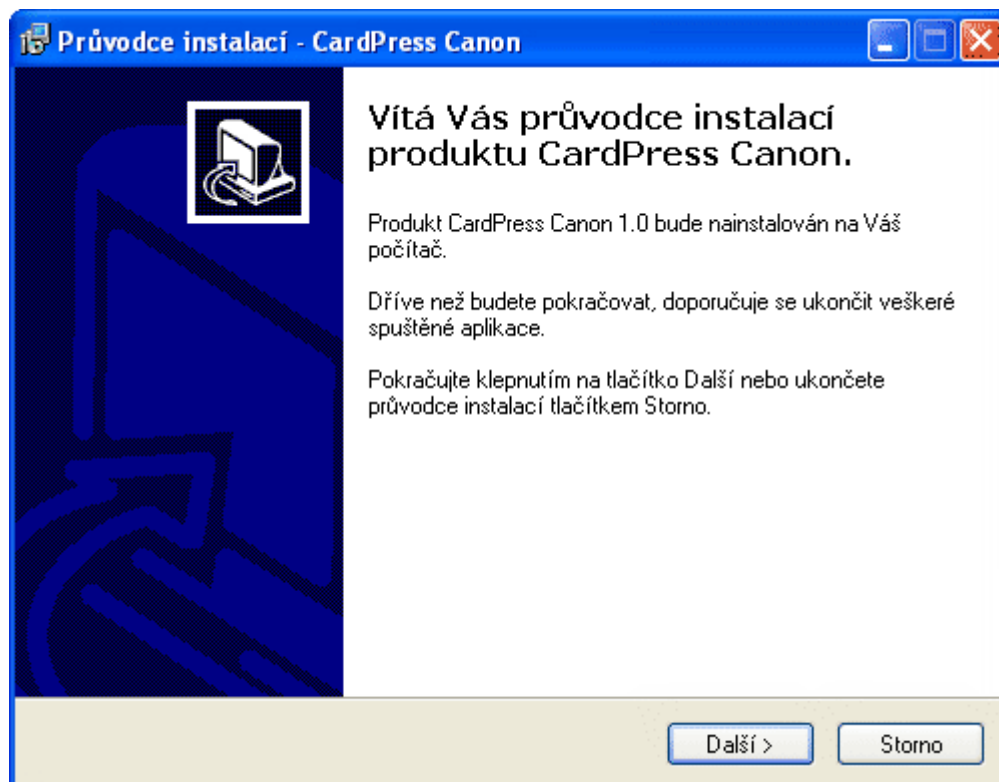 Průvodce instalací - CardPress Canon
Vítá Vás průvodce instalací
produktu CardPress Canon.
Produkt CardPress Canon 1.0 bude nainstalován na Váš
počítač.
Dříve než budete pokračovat, doporučuje se ukončit veškeré
spuštěné aplikace.
Pokračujte klepnutím na tlačítko Další nebo ukončete
průvodce instalací tlačítkem Storno.
Další >
Storno